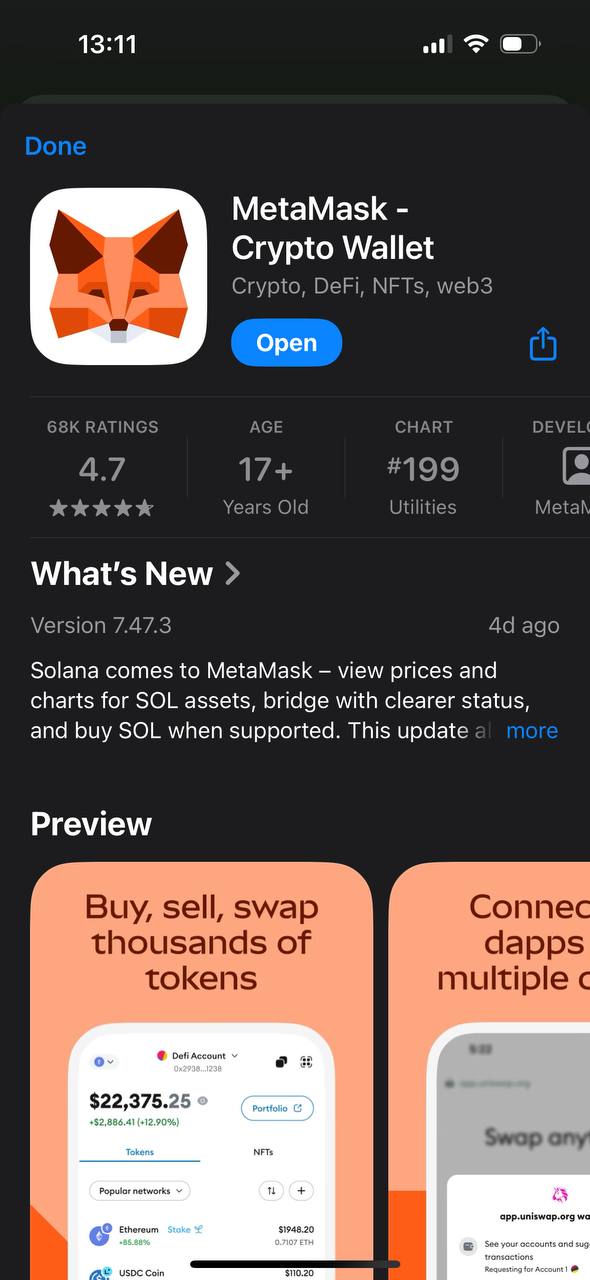 13:11
Done
MetaMask -
Crypto Wallet
Crypto, DeFi, NFTs, web3
Open
68K RATINGS
4.7
AGE
17+
Years Old
CHART
#199
Utilities
DEVELO
MetaM
What's New
Version 7.47.3
4d ago
Solana comes to MetaMask – view prices and
charts for SOL assets, bridge with clearer status,
and buy SOL when supported. This update al more
Preview
Buy, sell, swap
thousands of
tokens
Defi Account
0x2938...1238
$22,375.25
+$2,886.41 (+12.90%)
Portfolio
Tokens
NFTs
Popular networks
Ethereum Stake
$1948.20
+85.88%
0.7107 ETH
USDC Coin
$110.20
Connec
dapps
multiple c
5:22
app.uniswap.org
Swap any
app.uniswap.org wa
See your accounts and sug
transactions
Requesting for Account 1